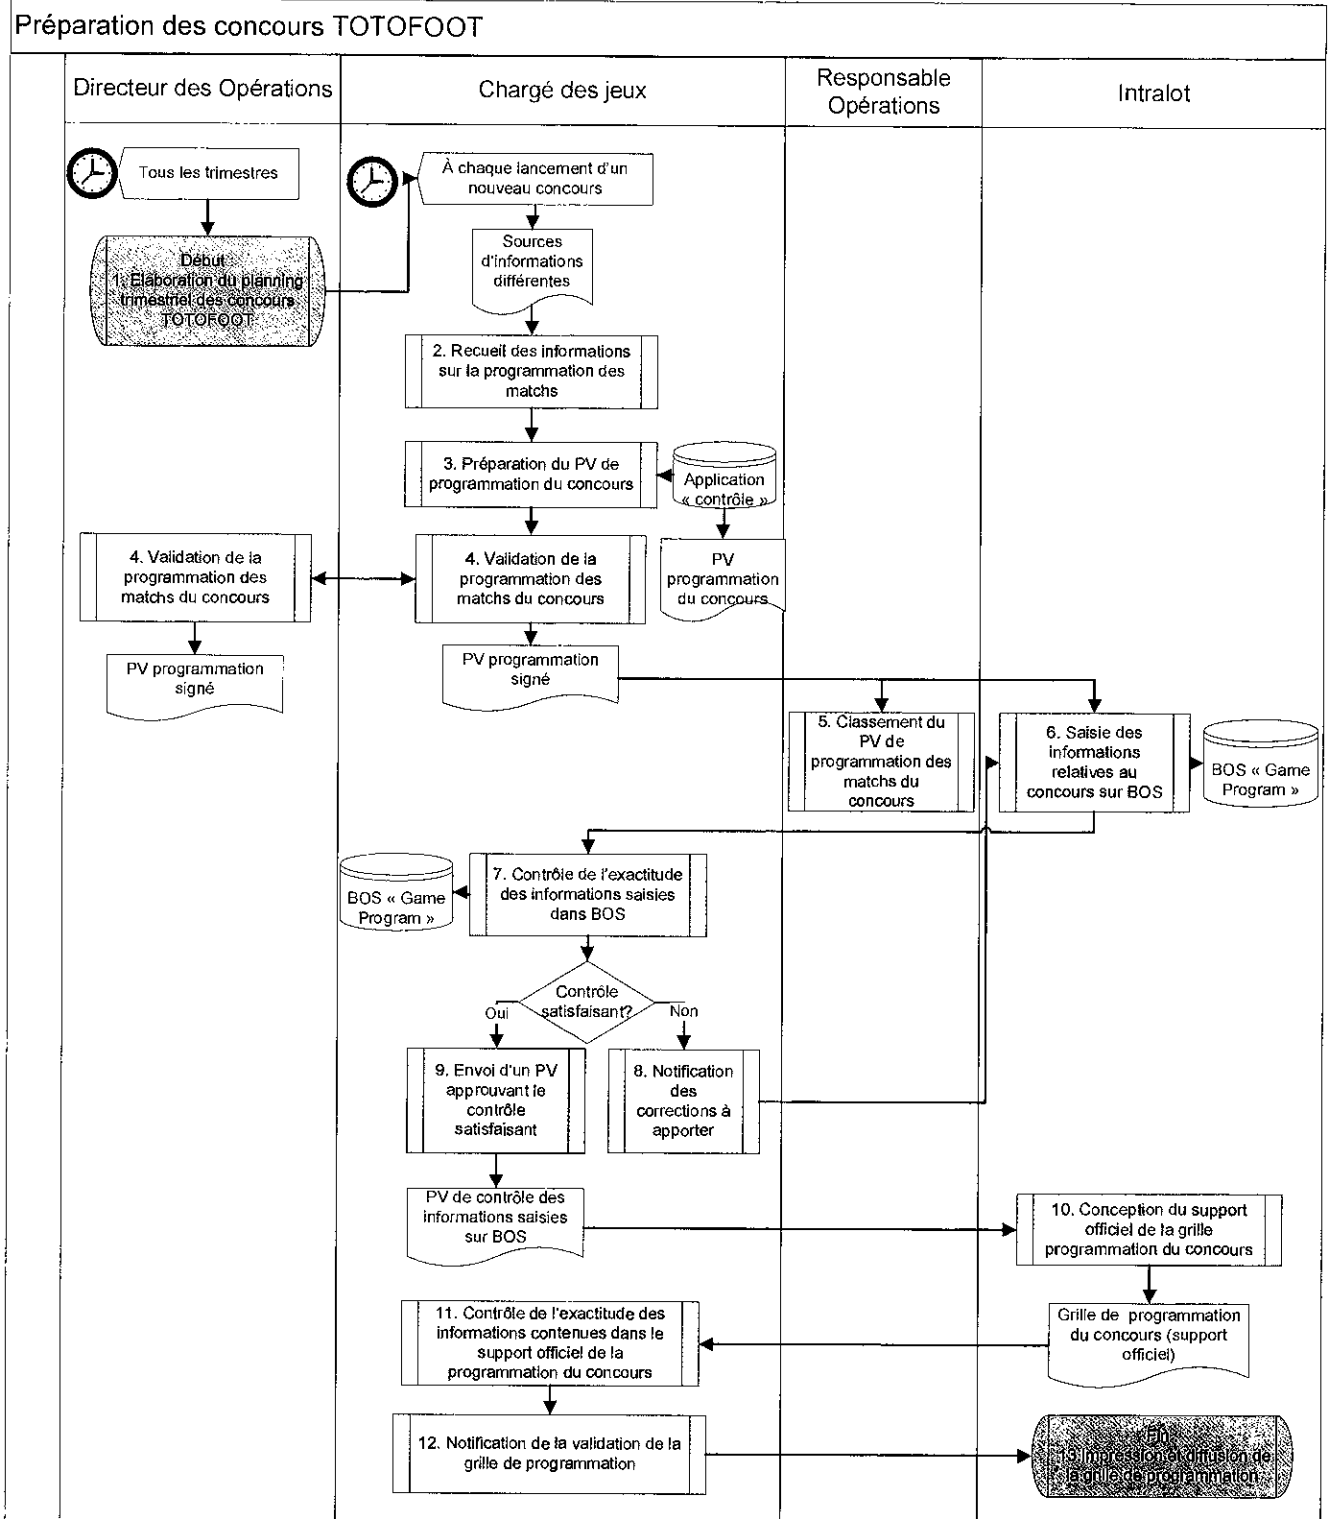 Préparation des concours TOTOFOOT
Directeur des Opérations
Chargé des jeux
Responsable
Opérations
Intralot
Tous les trimestres
À chaque lancement d'un
nouveau concours
Début
1. Elaboration du planning
trimestriel des concours
TOTOFOOT
Sources
d'informations
différentes
2. Recueil des informations
sur la programmation des
matchs
3. Préparation du PV de
programmation du concours
Application
« contrôle »
4. Validation de la
programmation des
matchs du concours
4. Validation de la
programmation des
matchs du concours
PV
programmation
du concours
PV programmation
signé
PV programmation
signé
5. Classement du
PV de
programmation des
matchs du
concours
6. Saisie des
informations
relatives au
concours sur BOS
BOS « Game
Program »
BOS « Game
Program »
7. Contrôle de l'exactitude
des informations saisies
dans BOS
Contrôle
satisfaisant?
Oui
Non
9. Envoi d'un PV
approuvant le
contrôle
satisfaisant
8. Notification
des
corrections à
apporter
PV de contrôle des
informations saisies
sur BOS
10. Conception du support
officiel de la grille
programmation du concours
11. Contrôle de l'exactitude des
informations contenues dans le
support officiel de la
programmation du concours
Grille de programmation
du concours (support
officiel)
12. Notification de la validation de la
grille de programmation
Fin
13. Impression et diffusion de
la grille de programmation